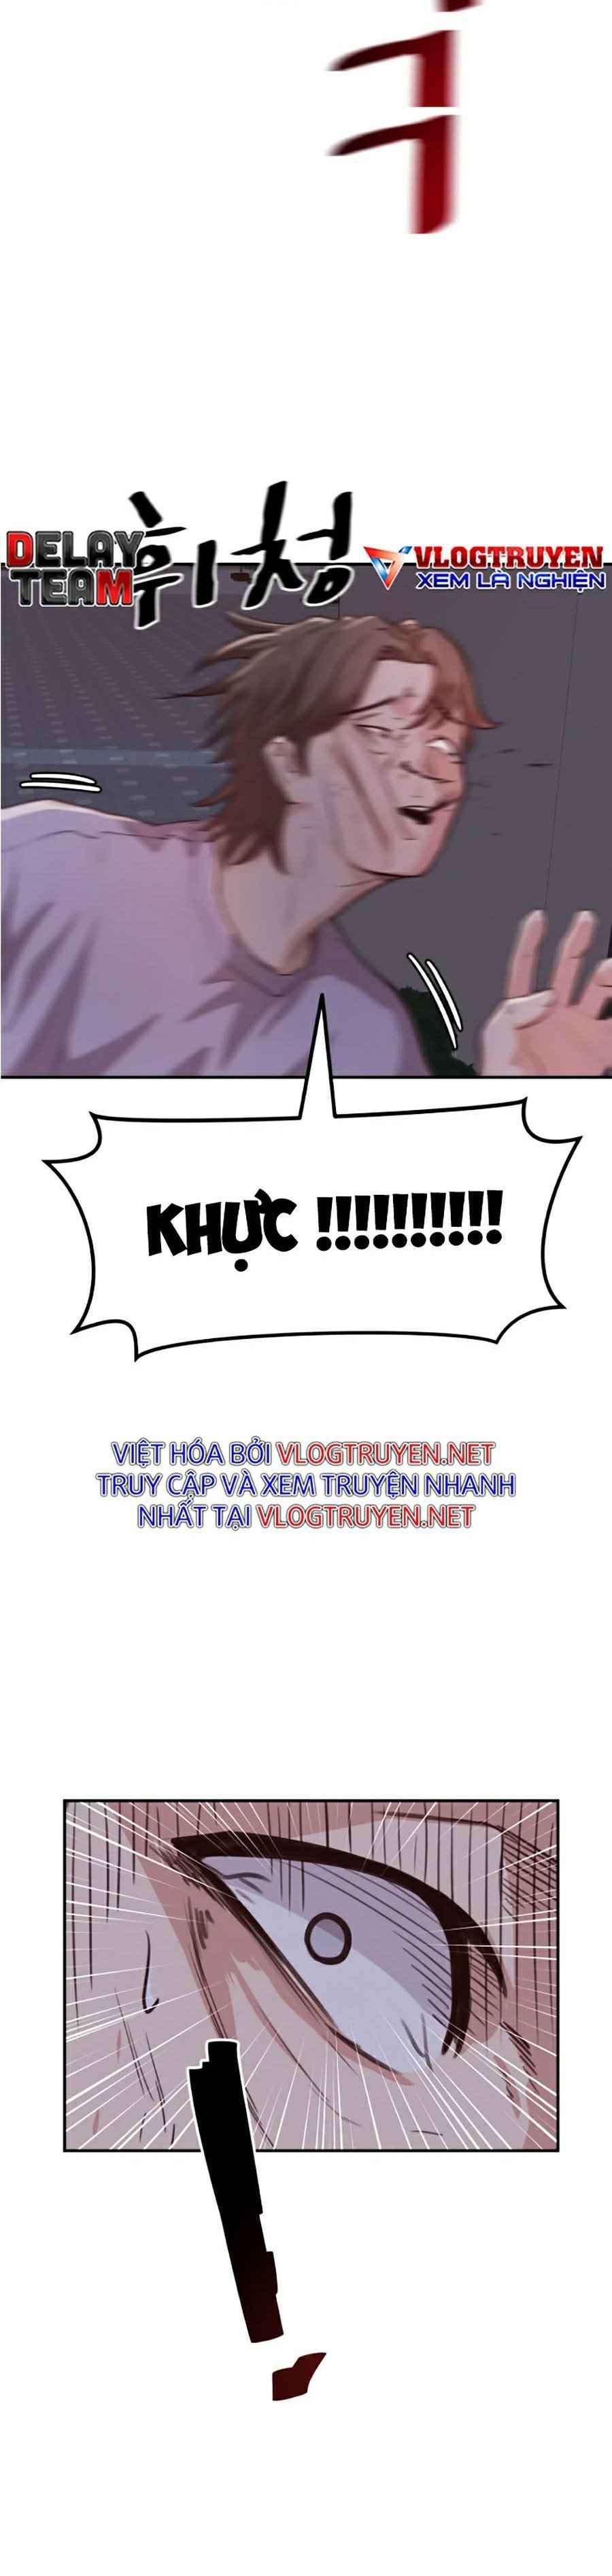 DELAY
TEAM
휘청
VLOGTRUYEN
XEM LÀ NGHIỆN
KHỰC !!!!!!!!!!
VIỆT HÓA BỞI VLOGTRUYEN.NET
TRUY CẬP VÀ XEM TRUYỆN NHANH
NHẤT TẠI VLOGTRUYEN.NET